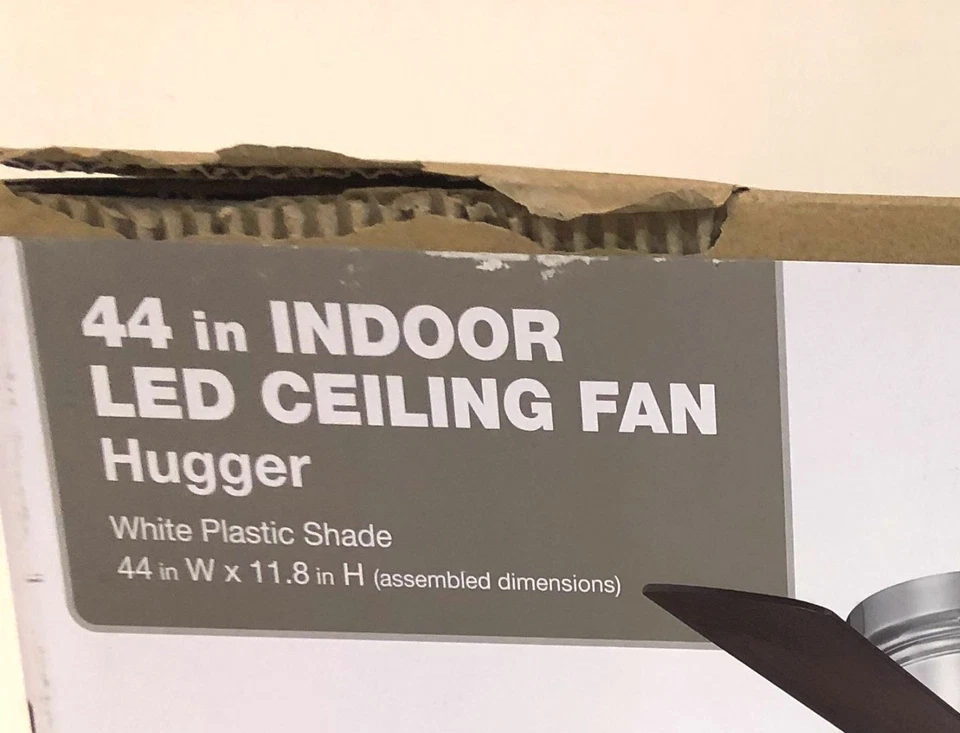 44 in INDOOR
LED CEILING FAN
Hugger
White Plastic Shade
44 in W x 11.8 in H (assembled dimensions)